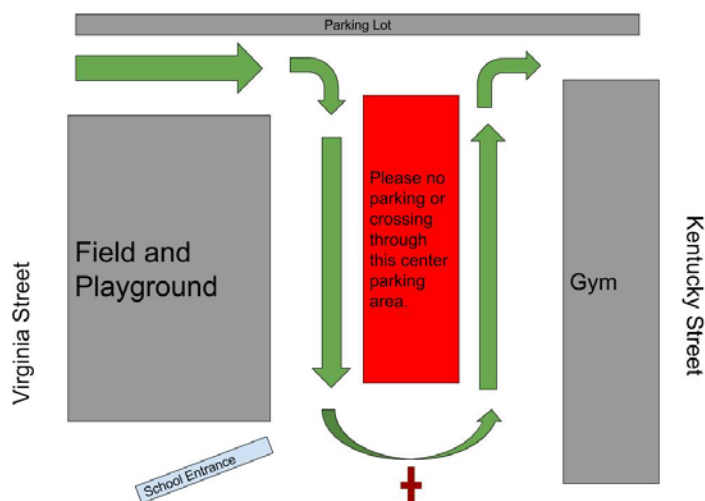 Parking Lot
Please no
parking or
crossing
through
this center
parking
area.
Field and
Playground
Gym
Virginia Street
Kentucky Street
School Entrance